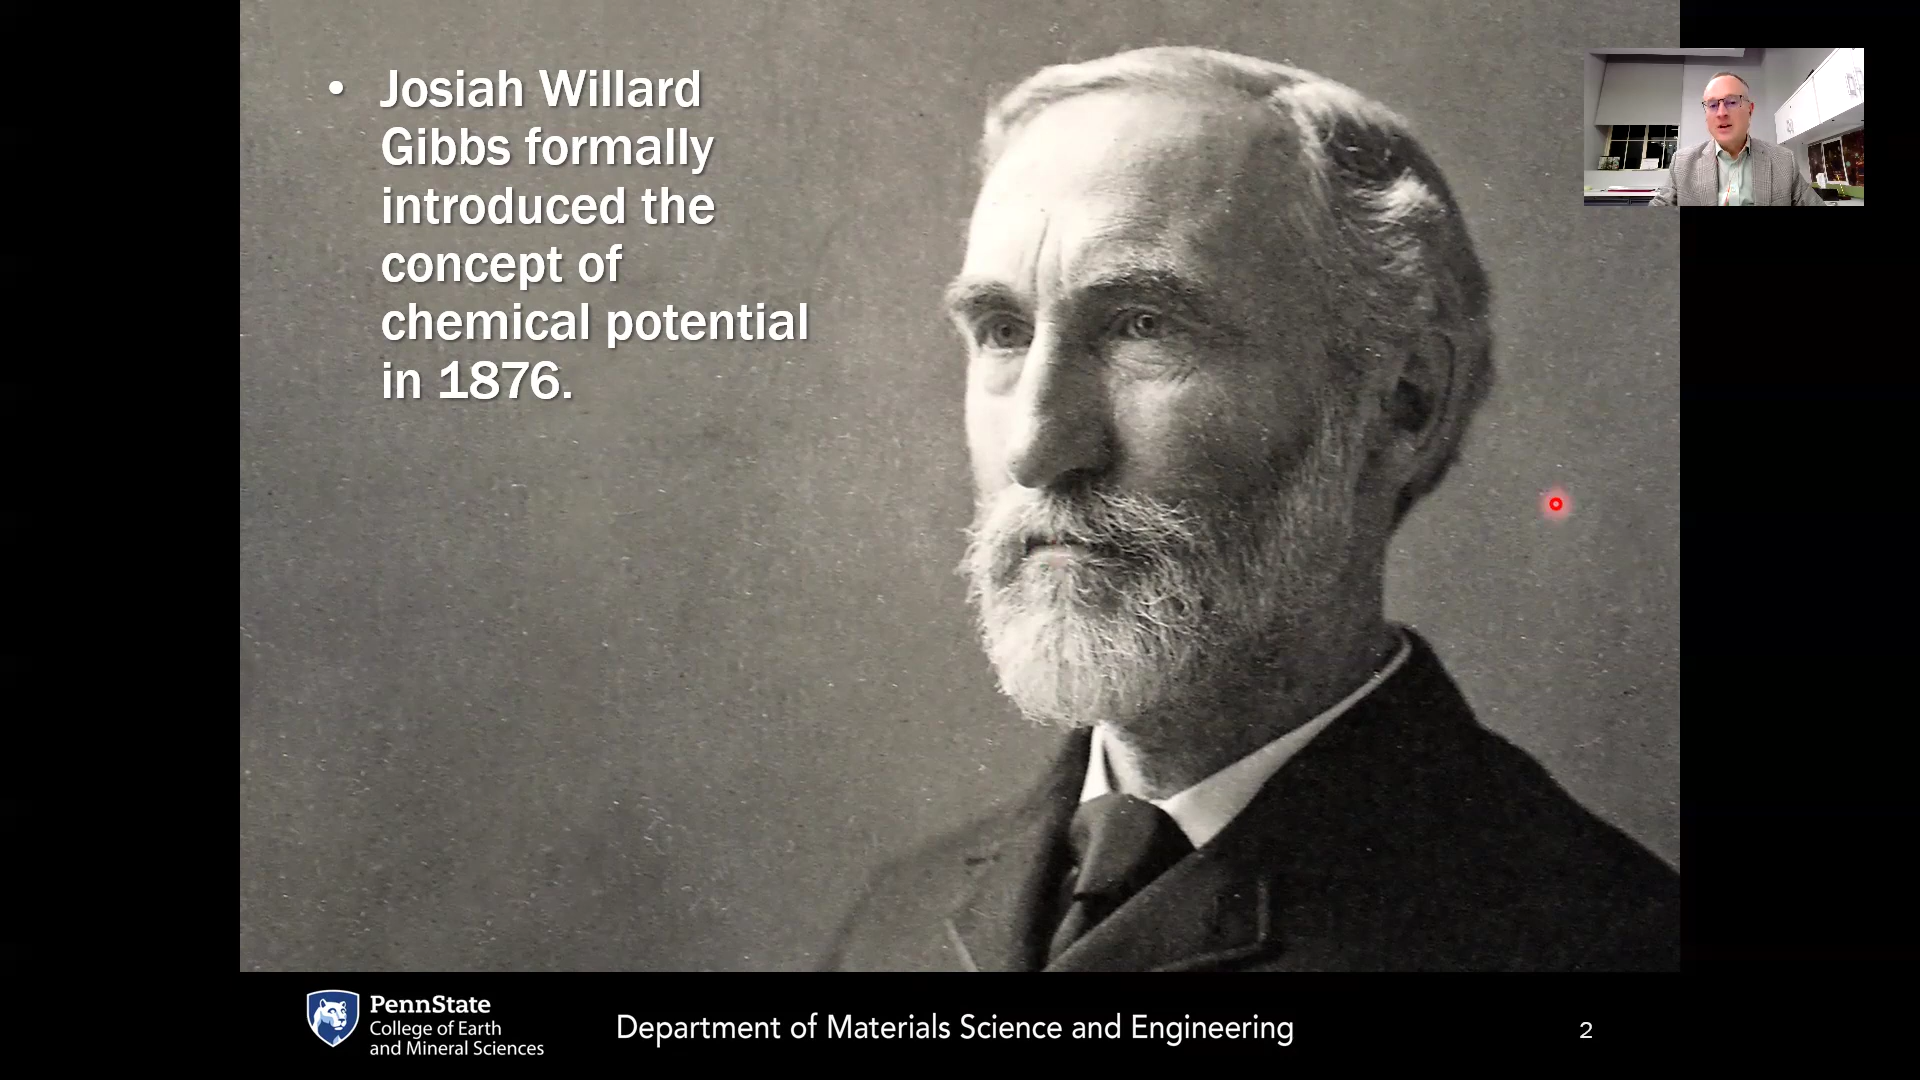 • Josiah Willard
Gibbs formally
introduced the
concept of
chemical potential
in 1876.
PennState
College of Earth
and Mineral Sciences
Department of Materials Science and Engineering
2